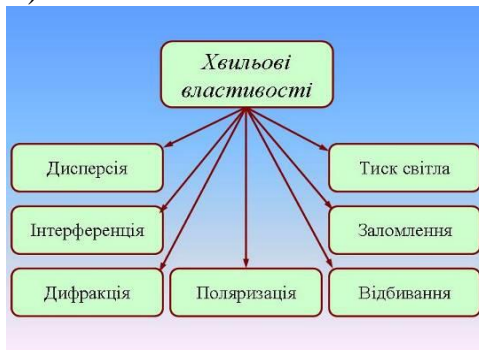 )
Хвильові
властивості
Дисперсія
Тиск світла
Інтерференція
Заломлення
Дифракція
Поляризація
Відбивання